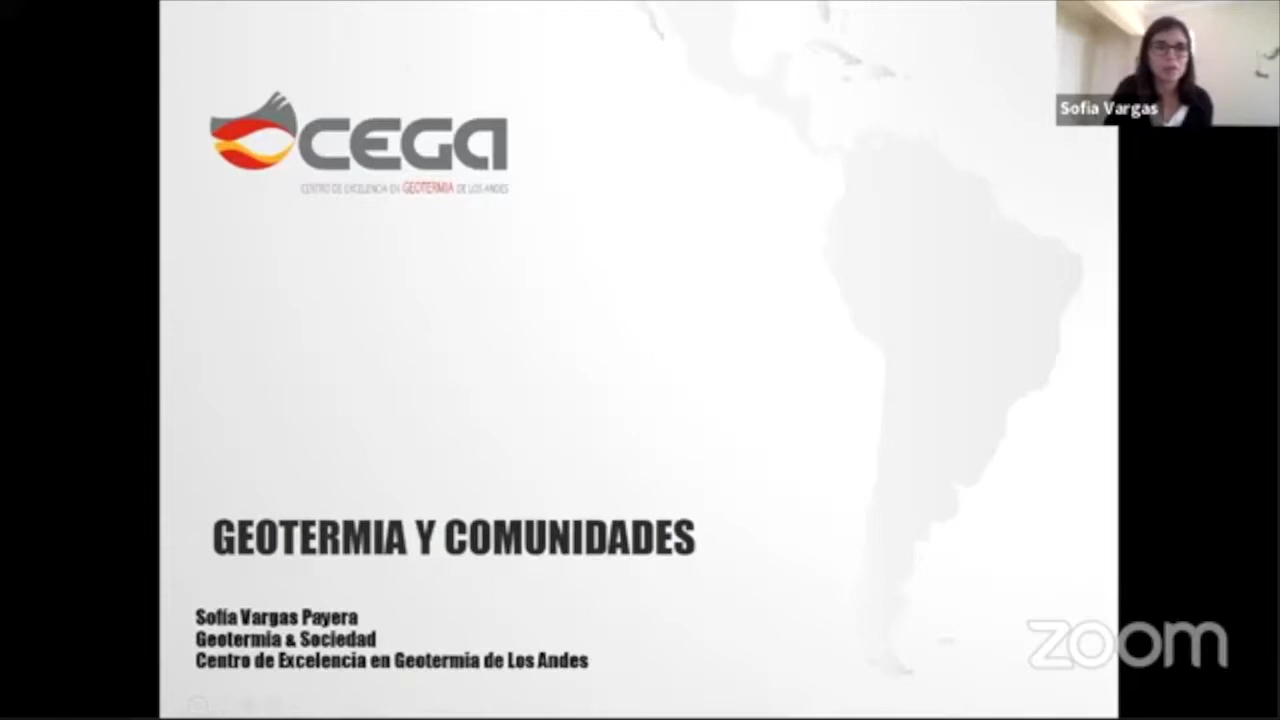 Sofia Vargas
CEGA
CENTRO DE EXCELENCIA EN GEOTERMIA DE LOS ANDES
GEOTERMIA Y COMUNIDADES
Sofía Vargas Payera
Geotermia & Sociedad
Centro de Excelencia en Geotermia de Los Andes
zoom